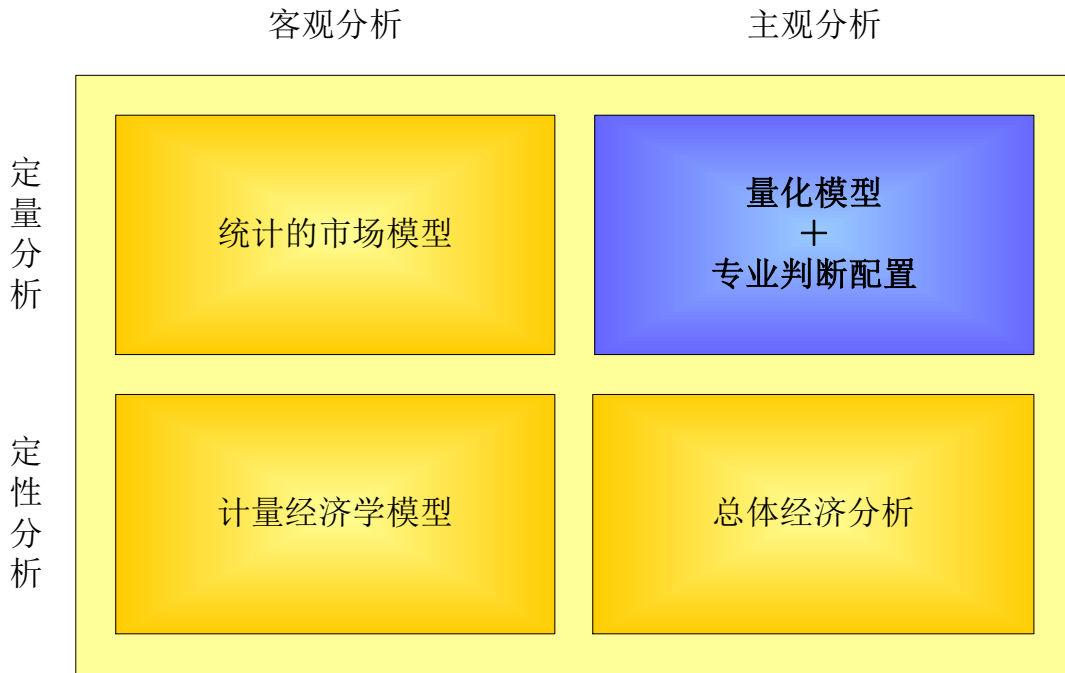 客观分析 主观分析
定量分析
统计的市场模型
量化模型
＋
专业判断配置
定性分析
计量经济学模型
总体经济分析